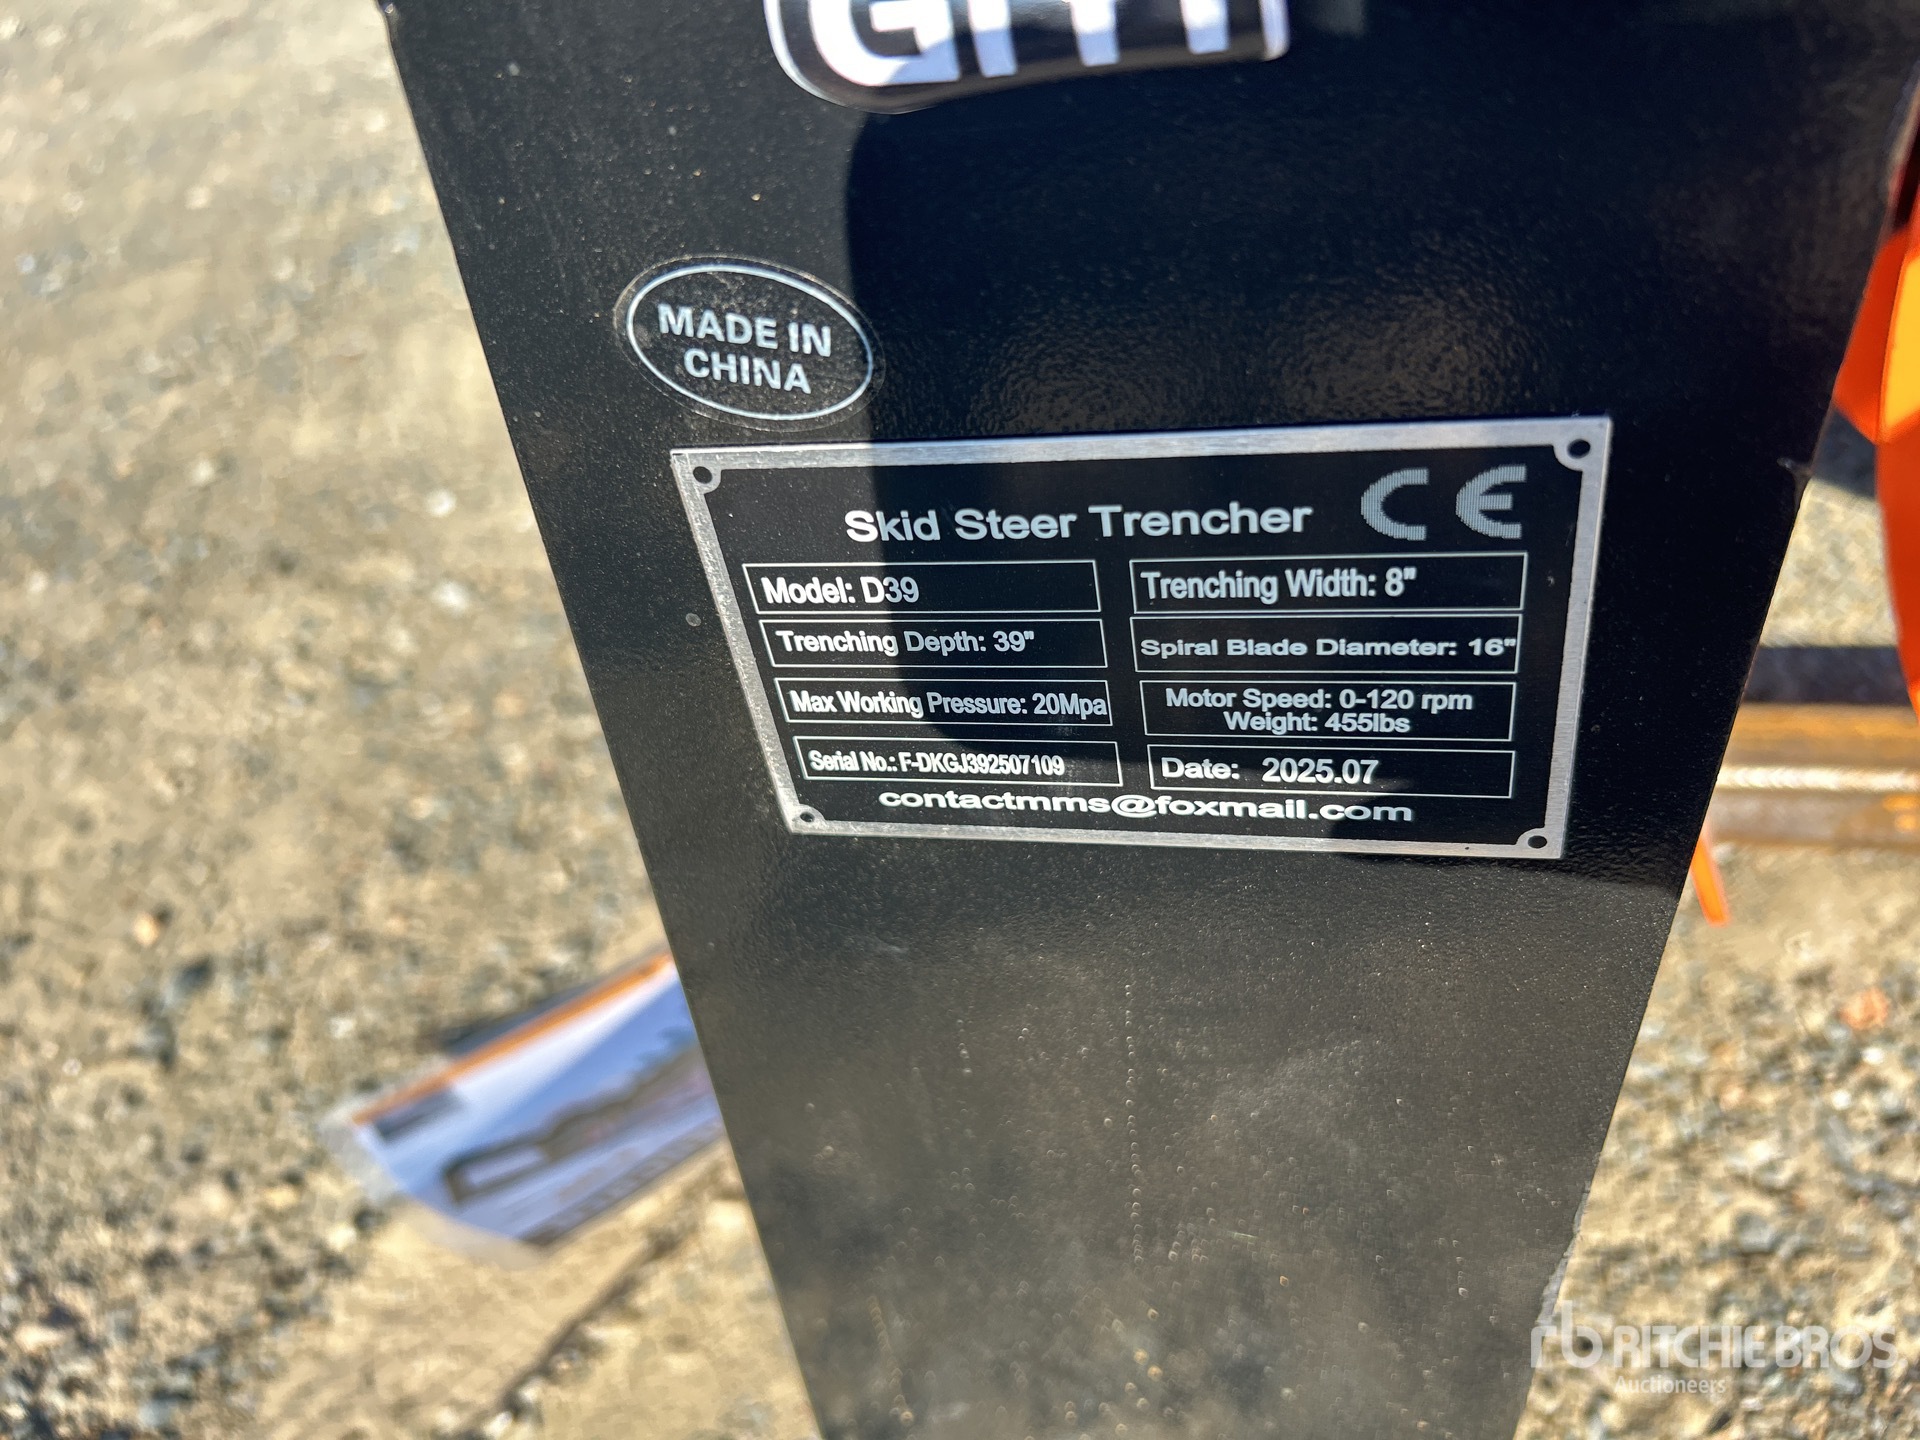 MADE IN
CHINA
Skid Steer Trencher CE
Model: D39
Trenching Width: 8"
Trenching Depth: 39"
Spiral Blade Diameter: 16"
Max Working Pressure: 20Mpa
Motor Speed: 0-120 rpm
Weight: 455lbs
Serial No.: F-DKGJ392507109
Date: 2025.07
contactmms@foxmail.com
rb RITCHIE BROS
Auctioneers